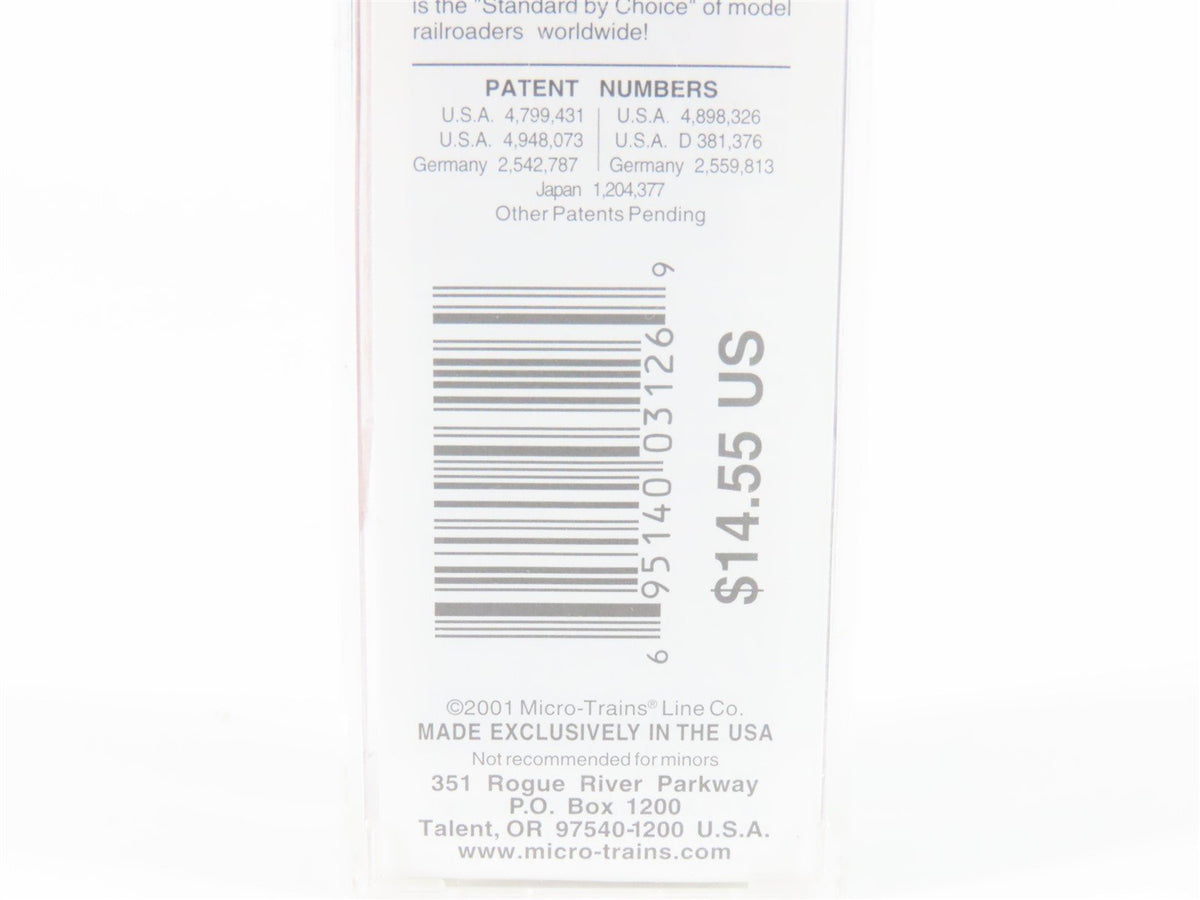 is the "Standard by Choice" of model
railroaders worldwide!
PATENT NUMBERS
U.S.A. 4,799,431 U.S.A. 4,898,326
U.S.A. 4,948,073 U.S.A. D 381,376
Germany 2,542,787 Germany 2,559,813
Japan 1,204,377
Other Patents Pending
6 95140 03126 9
$14.55 US
©2001 Micro-Trains® Line Co.
MADE EXCLUSIVELY IN THE USA
Not recommended for minors
351 Rogue River Parkway
P.O. Box 1200
Talent, OR 97540-1200 U.S.A.
www.micro-trains.com